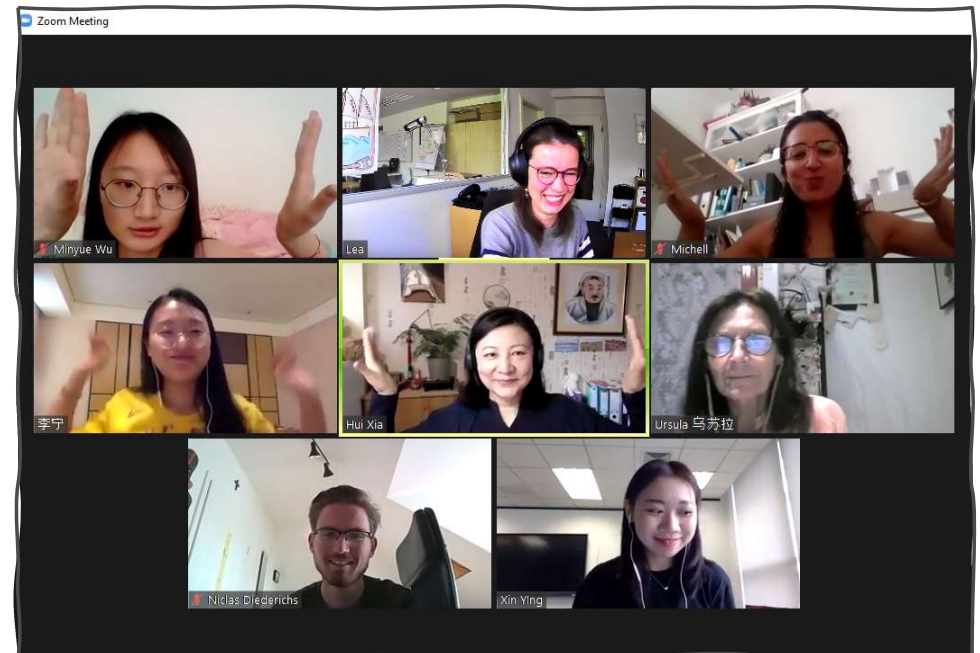 Zoom Meeting
Minyue Wu
Lea
Michell
李宁
Hui Xia
Ursula 乌苏拉
Niclas Diederichs
Xin Ying